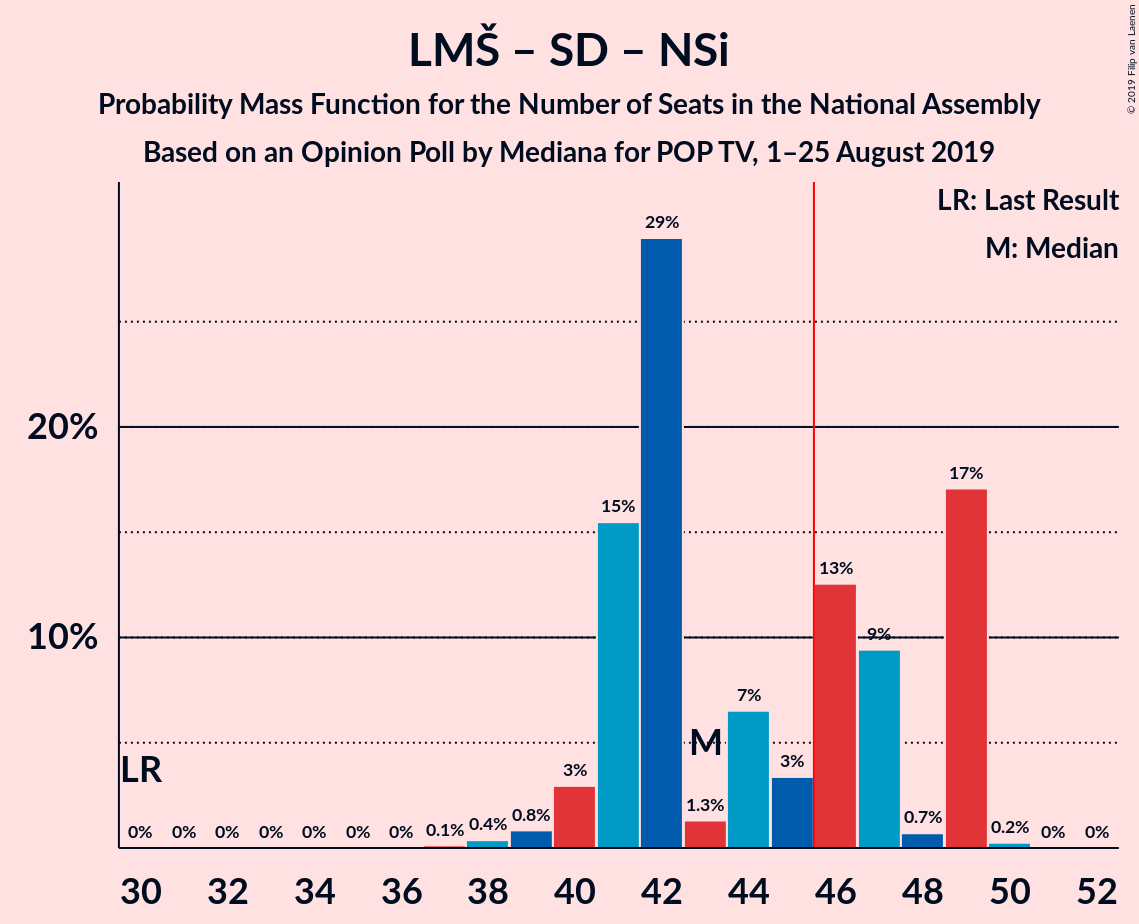 LMŠ – SD – NSi
Probability Mass Function for the Number of Seats in the National Assembly
Based on an Opinion Poll by Mediana for POP TV, 1–25 August 2019
© 2019 Filip van Laenen
LR: Last Result
M: Median
29%
20%
17%
15%
13%
10%
9%
7%
M
LR
3%
3%
1.3%
0% 0% 0% 0% 0% 0% 0% 0.1% 0.4% 0.8% 0.7% 0.2% 0% 0%
30 32 34 36 38 40 42 44 46 48 50 52